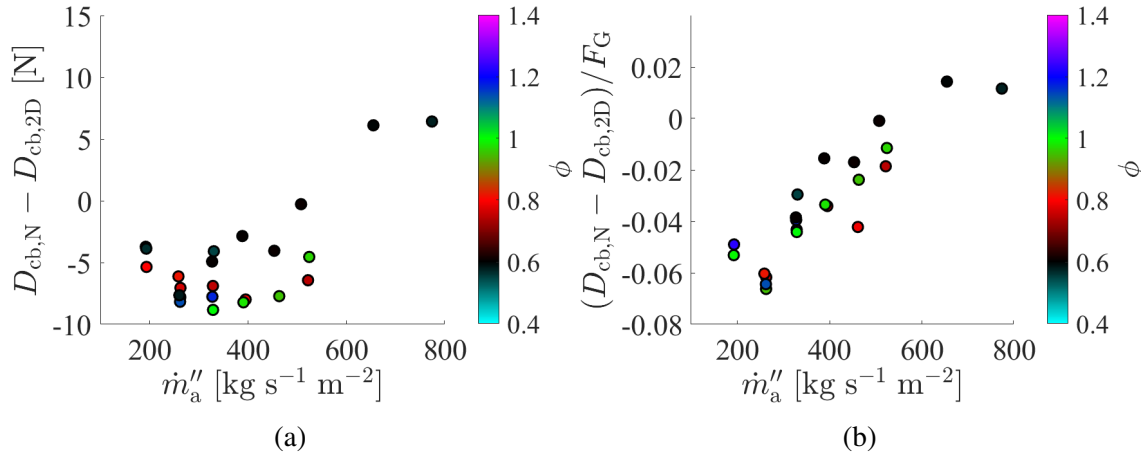 15
10
5
0
-5
-10
200 400 600 800
D_cb,N − D_cb,2D [N]
ṁ″_a [kg s⁻¹ m⁻²]
1.4
1.2
1
0.8
0.6
0.4
ϕ
(a)
0.02
0
-0.02
-0.04
-0.06
-0.08
200 400 600 800
(D_cb,N − D_cb,2D)/F_G
ṁ″_a [kg s⁻¹ m⁻²]
1.4
1.2
1
0.8
0.6
0.4
ϕ
(b)